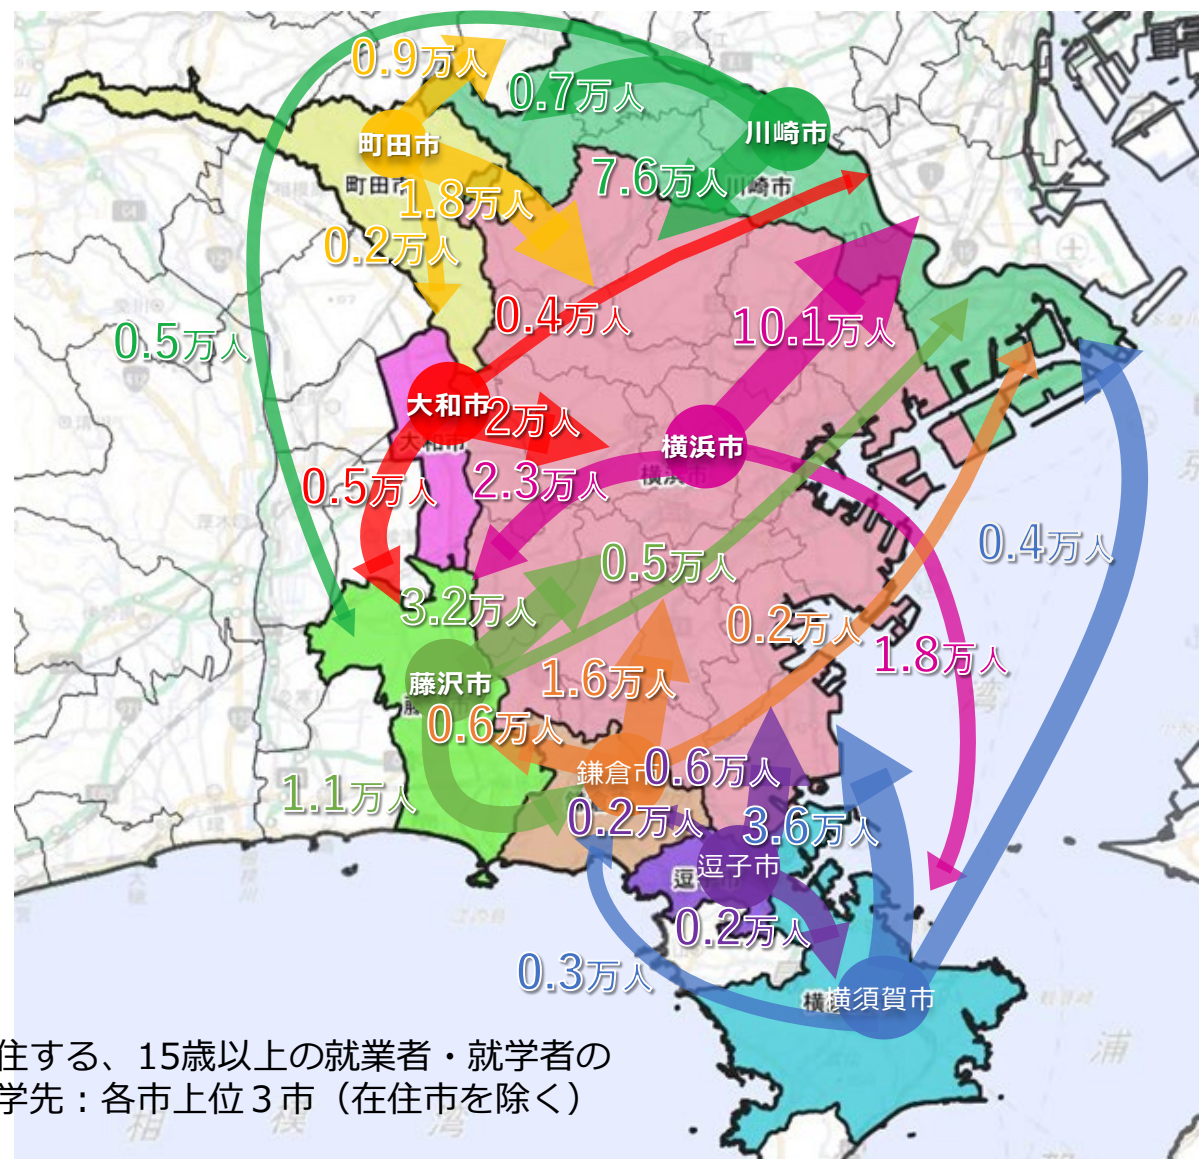 0.9万人
0.7万人
川崎市
町田市
町田市
7.6万人
川崎市
1.8万人
0.2万人
0.4万人
10.1万人
0.5万人
大和市
2万人
大和市
横浜市
横浜市
0.5万人
2.3万人
0.4万人
0.5万人
3.2万人
0.2万人
1.8万人
藤沢市
1.6万人
0.6万人
鎌倉市
0.6万人
1.1万人
0.2万人
3.6万人
逗子市
0.2万人
0.3万人
横須賀市
住する、15歳以上の就業者・就学者の
学先：各市上位３市（在住市を除く）
相 模 湾